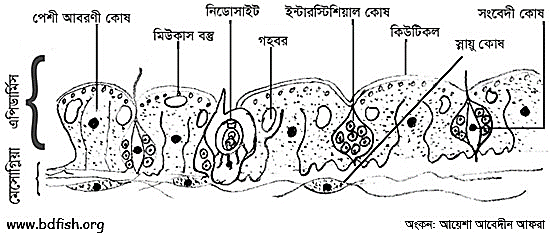 পেশী আবরণী কোষ
মিউকাস বস্তু
নিডোসাইট
গহবর
ইন্টারস্টিশিয়াল কোষ
কিউটিকল
স্নায়ু কোষ
সংবেদী কোষ
এপিডার্মিস
মেসোগ্লিয়া
www.bdfish.org
অংকন: আয়েশা আবেদীন আফরা